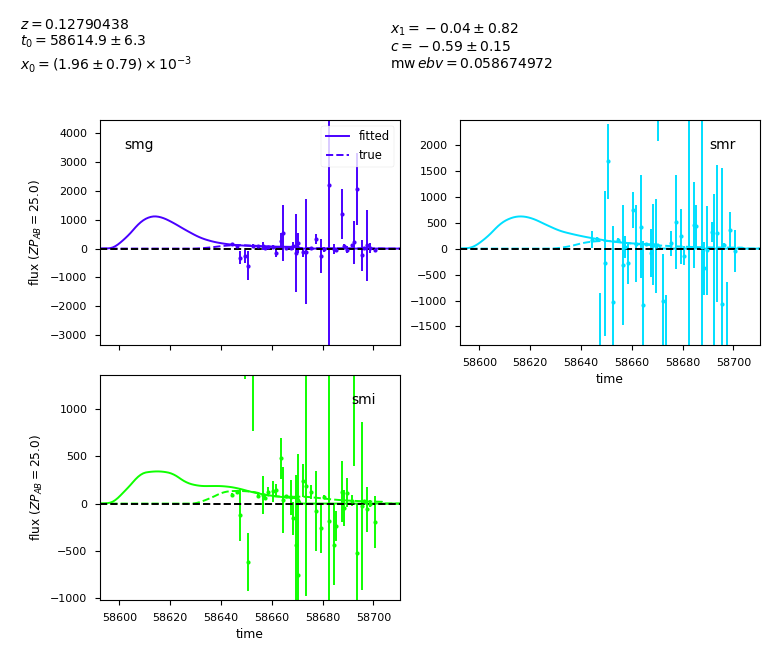 z = 0.12790438
t0 = 58614.9 ± 6.3
x0 = (1.96 ± 0.79) × 10^−3
x1 = −0.04 ± 0.82
c = −0.59 ± 0.15
mw ebv = 0.058674972
smg
fitted
true
4000
3000
2000
1000
0
−1000
−2000
−3000
flux (ZP_AB = 25.0)
smr
2000
1500
1000
500
0
−500
−1000
−1500
58600 58620 58640 58660 58680 58700
time
smi
1000
500
0
−500
−1000
flux (ZP_AB = 25.0)
58600 58620 58640 58660 58680 58700
time